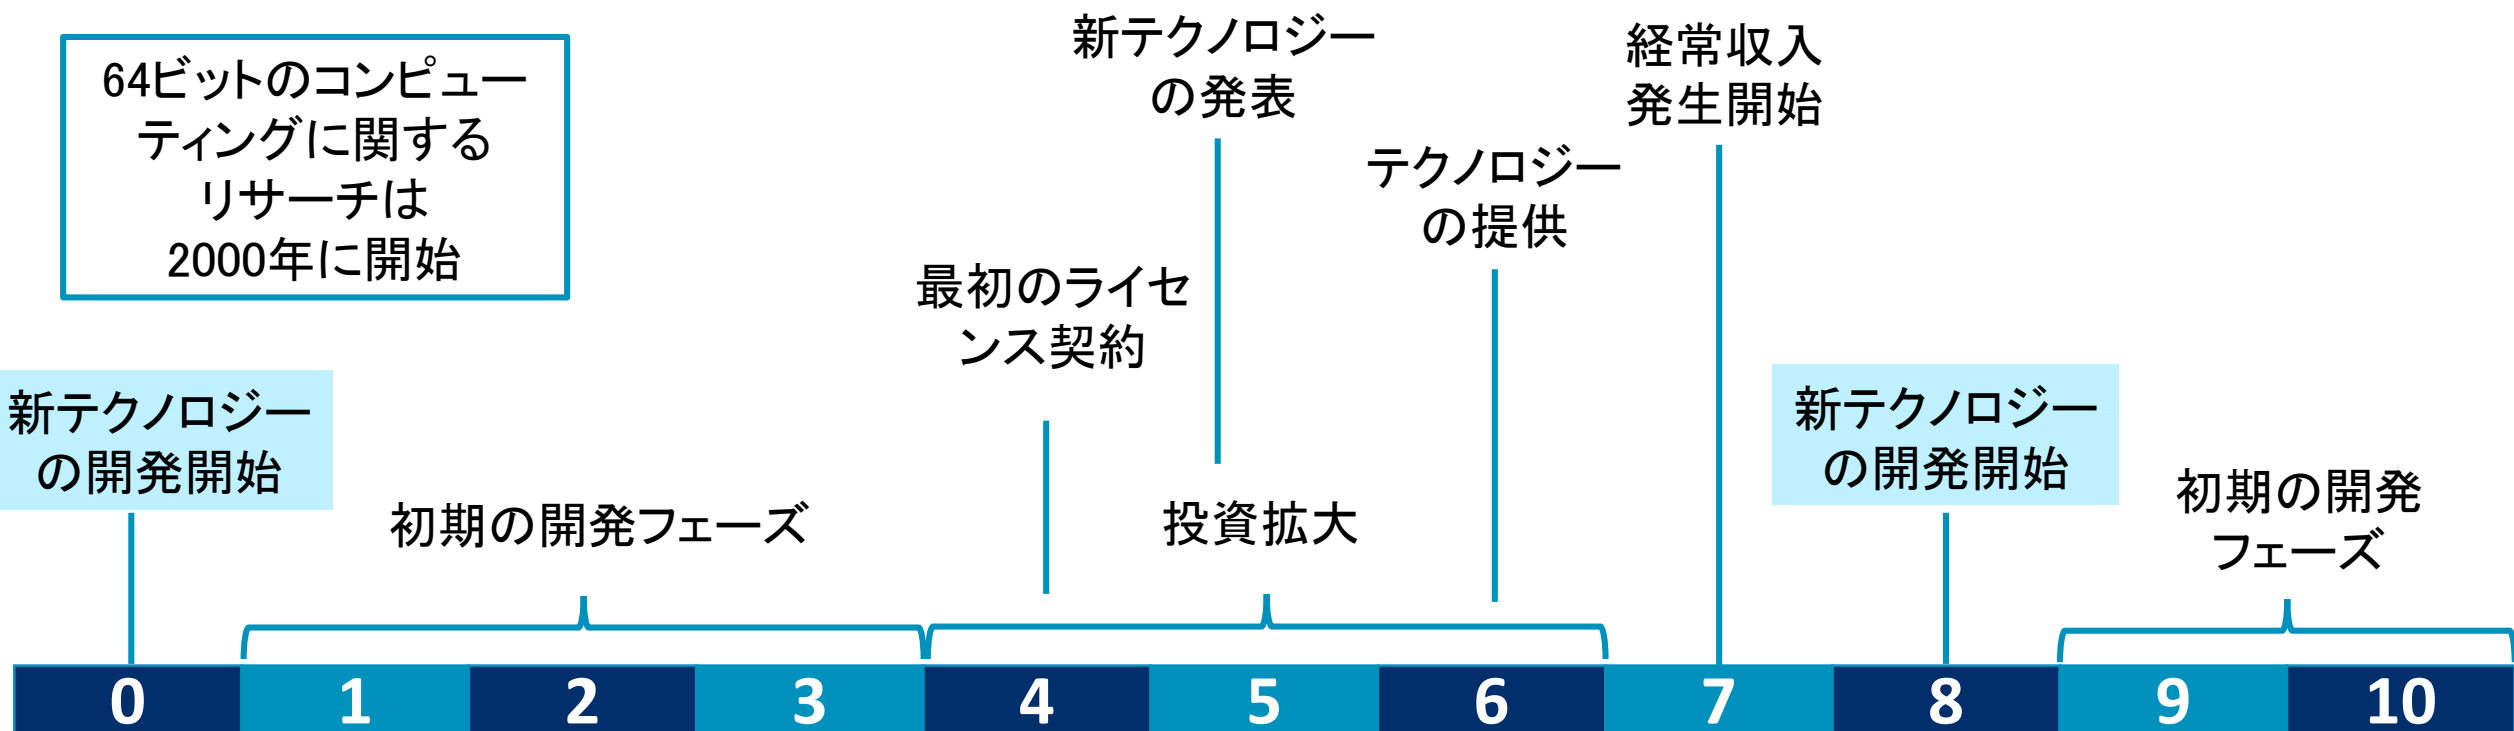 64ビットのコンピュー
ティングに関する
リサーチは
2000年に開始
新テクノロジー
の発表
経常収入
発生開始
テクノロジー
の提供
最初のライセ
ンス契約
新テクノロジー
の開発開始
初期の開発フェーズ
投資拡大
新テクノロジー
の開発開始
初期の開発
フェーズ
0 1 2 3 4 5 6 7 8 9 10